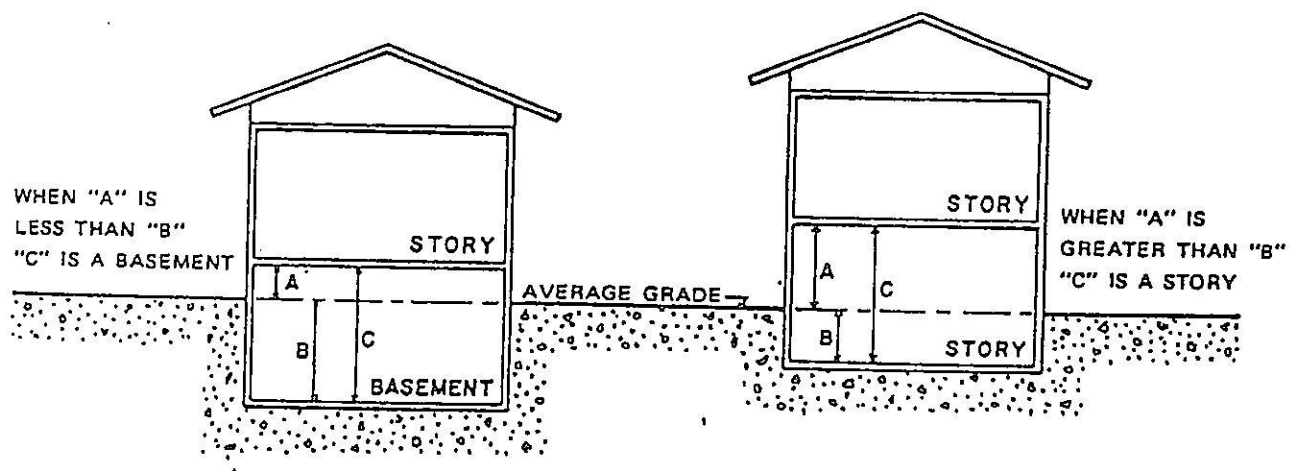 WHEN "A" IS
LESS THAN "B"
"C" IS A BASEMENT
STORY
A
B
C
BASEMENT
AVERAGE GRADE
STORY
A
B
C
STORY
WHEN "A" IS
GREATER THAN "B"
"C" IS A STORY